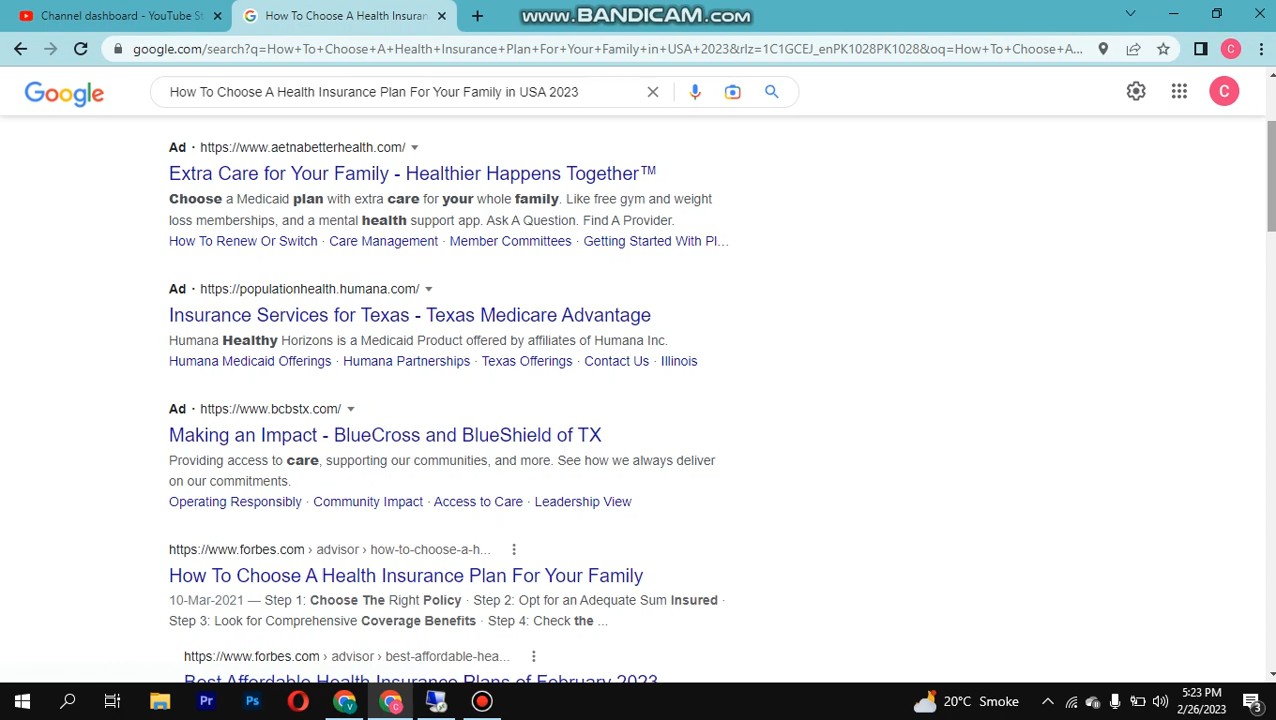 Channel dashboard - YouTube St
How To Choose A Health Insuran
www.BANDICAM.com
google.com/search?q=How+To+Choose+A+Health+Insurance+Plan+For+Your+Family+in+USA+2023&rlz=1C1GCEJ_enPK1028PK1028&oq=How+To+Choose+A...
C
Google
How To Choose A Health Insurance Plan For Your Family in USA 2023
C
Ad · https://www.aetnabetterhealth.com/
Extra Care for Your Family - Healthier Happens Together™
Choose a Medicaid plan with extra care for your whole family. Like free gym and weight
loss memberships, and a mental health support app. Ask A Question. Find A Provider.
How To Renew Or Switch · Care Management · Member Committees · Getting Started With Pl...
Ad · https://populationhealth.humana.com/
Insurance Services for Texas - Texas Medicare Advantage
Humana Healthy Horizons is a Medicaid Product offered by affiliates of Humana Inc.
Humana Medicaid Offerings · Humana Partnerships · Texas Offerings · Contact Us · Illinois
Ad · https://www.bcbstx.com/
Making an Impact - BlueCross and BlueShield of TX
Providing access to care, supporting our communities, and more. See how we always deliver
on our commitments.
Operating Responsibly · Community Impact · Access to Care · Leadership View
https://www.forbes.com › advisor › how-to-choose-a-h...
How To Choose A Health Insurance Plan For Your Family
10-Mar-2021 — Step 1: Choose The Right Policy · Step 2: Opt for an Adequate Sum Insured ·
Step 3: Look for Comprehensive Coverage Benefits · Step 4: Check the ...
https://www.forbes.com › advisor › best-affordable-hea...
Best Affordable Health Insurance Plans of February 2023
Pr
Ps
V
C
20°C Smoke
5:23 PM
2/26/2023
3